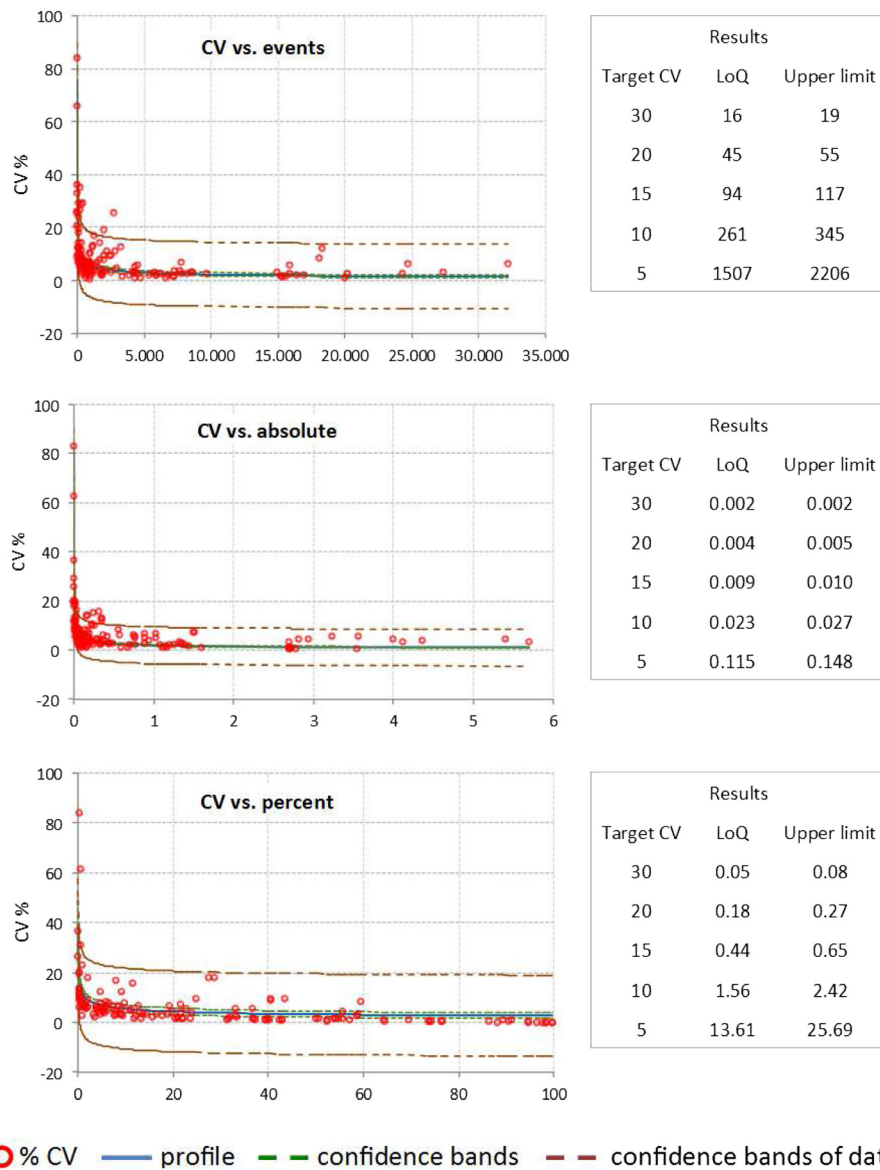 CV vs. events
CV %
100
80
60
40
20
0
-20
0 5.000 10.000 15.000 20.000 25.000 30.000 35.000
Results
Target CV LoQ Upper limit
30 16 19
20 45 55
15 94 117
10 261 345
5 1507 2206
CV vs. absolute
CV %
100
80
60
40
20
0
-20
0 1 2 3 4 5 6
Results
Target CV LoQ Upper limit
30 0.002 0.002
20 0.004 0.005
15 0.009 0.010
10 0.023 0.027
5 0.115 0.148
CV vs. percent
CV %
100
80
60
40
20
0
-20
0 20 40 60 80 100
Results
Target CV LoQ Upper limit
30 0.05 0.08
20 0.18 0.27
15 0.44 0.65
10 1.56 2.42
5 13.61 25.69
% CV profile confidence bands confidence bands of dat